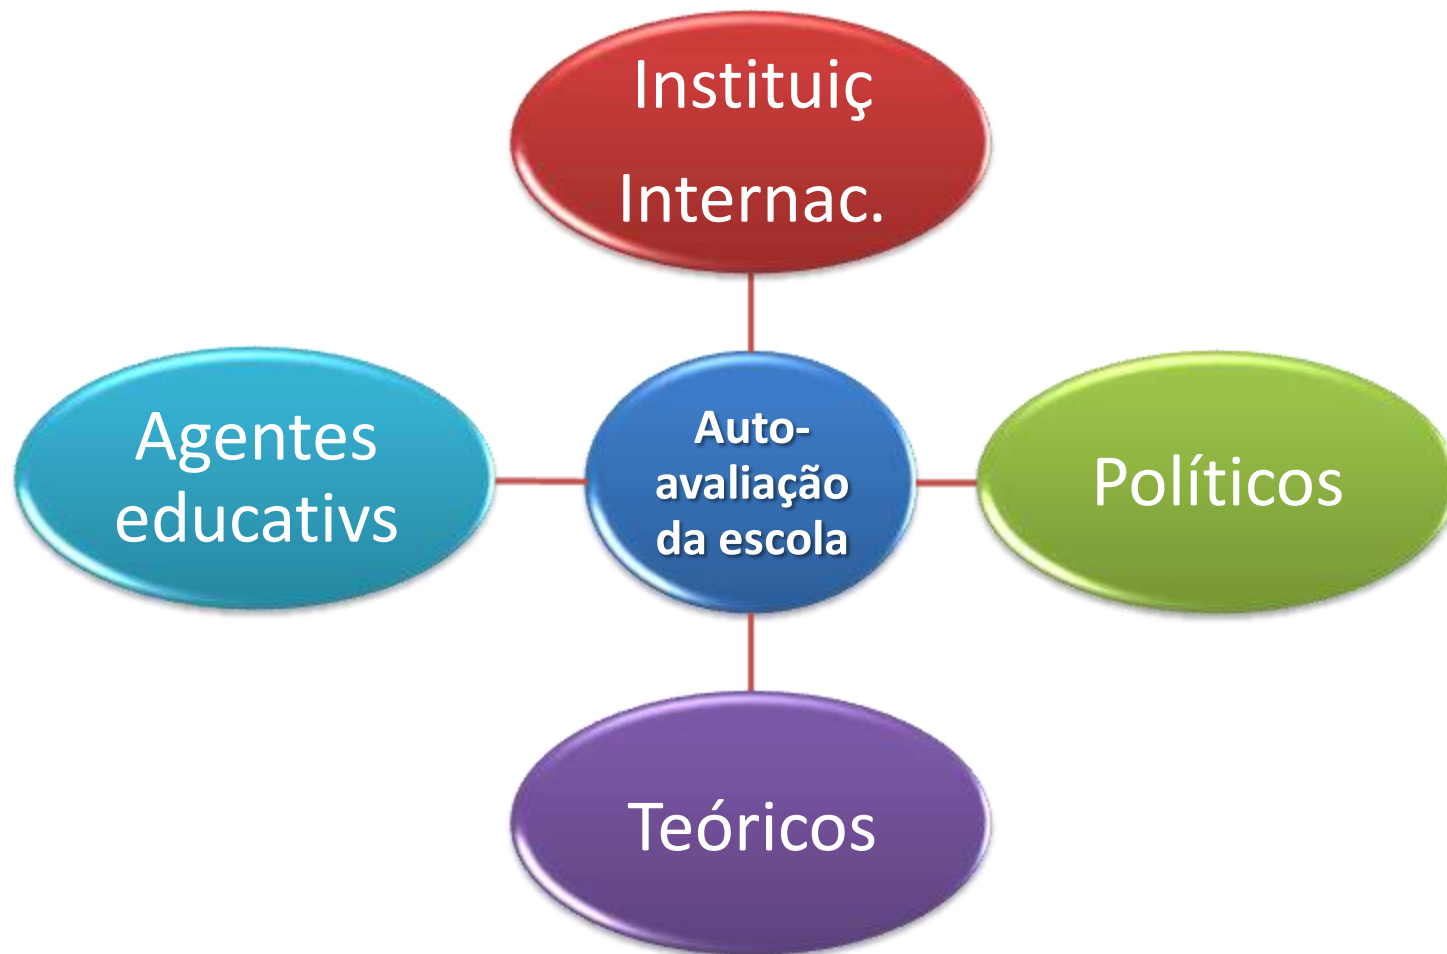 Instituiç
Internac.
Agentes
educativs
Auto-
avaliação
da escola
Políticos
Teóricos